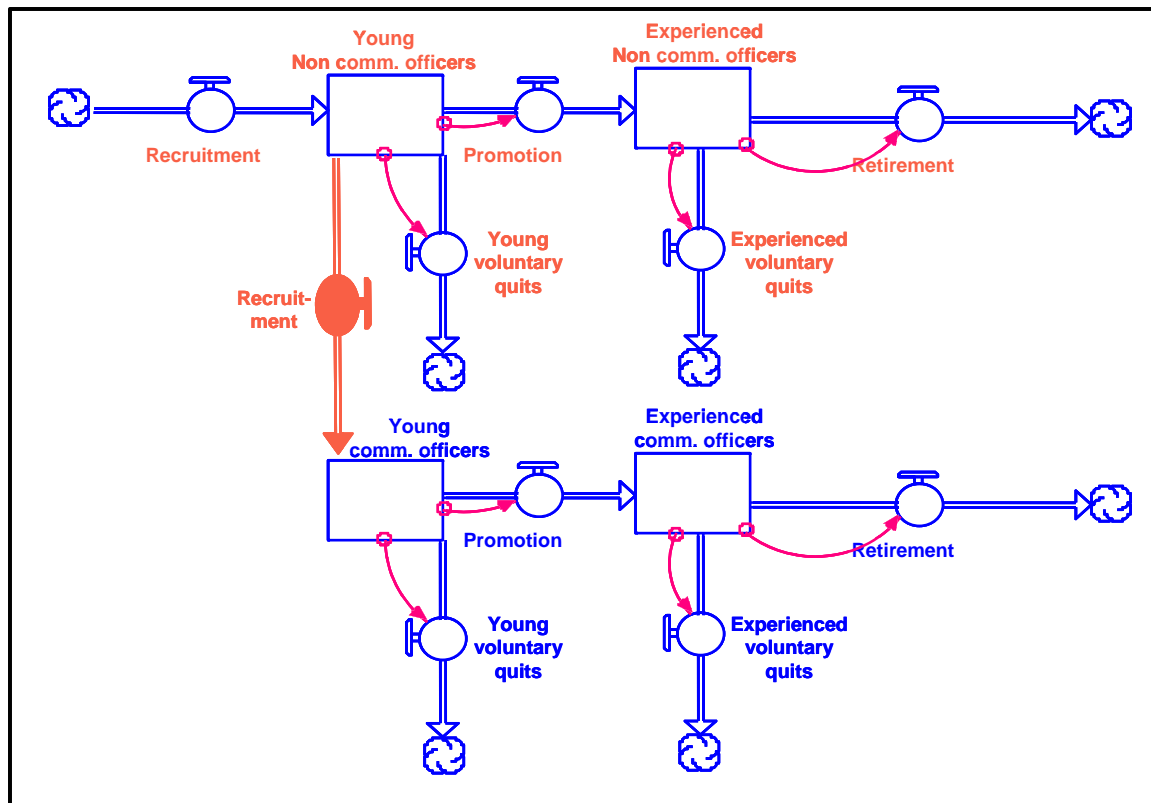 Young
Non comm. officers
Experienced
Non comm. officers
Recruitment
Promotion
Retirement
Young
voluntary
quits
Experienced
voluntary
quits
Recruit-
ment
Young
comm. officers
Experienced
comm. officers
Promotion
Retirement
Young
voluntary
quits
Experienced
voluntary
quits